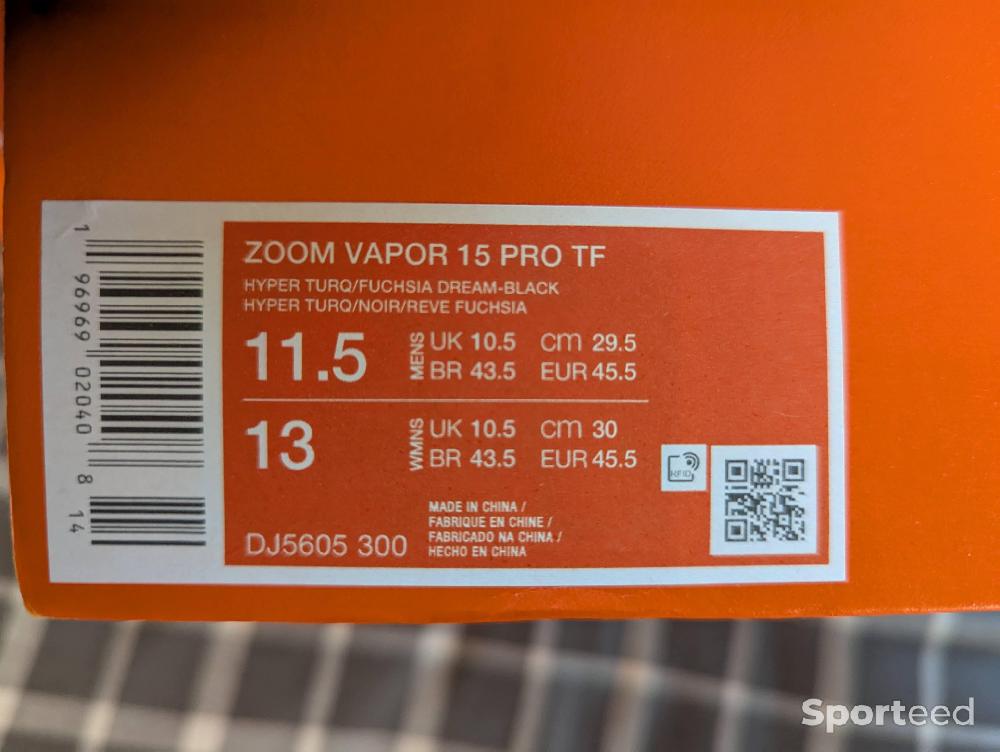 1 96969 02040 8 14
ZOOM VAPOR 15 PRO TF
HYPER TURQ/FUCHSIA DREAM-BLACK
HYPER TURQ/NOIR/REVE FUCHSIA
11.5 MENS UK 10.5 cm 29.5
BR 43.5 EUR 45.5
13 WMNS UK 10.5 cm 30
BR 43.5 EUR 45.5
RFID
MADE IN CHINA /
FABRIQUE EN CHINE /
FABRICADO NA CHINA /
HECHO EN CHINA
DJ5605 300
Sporteed